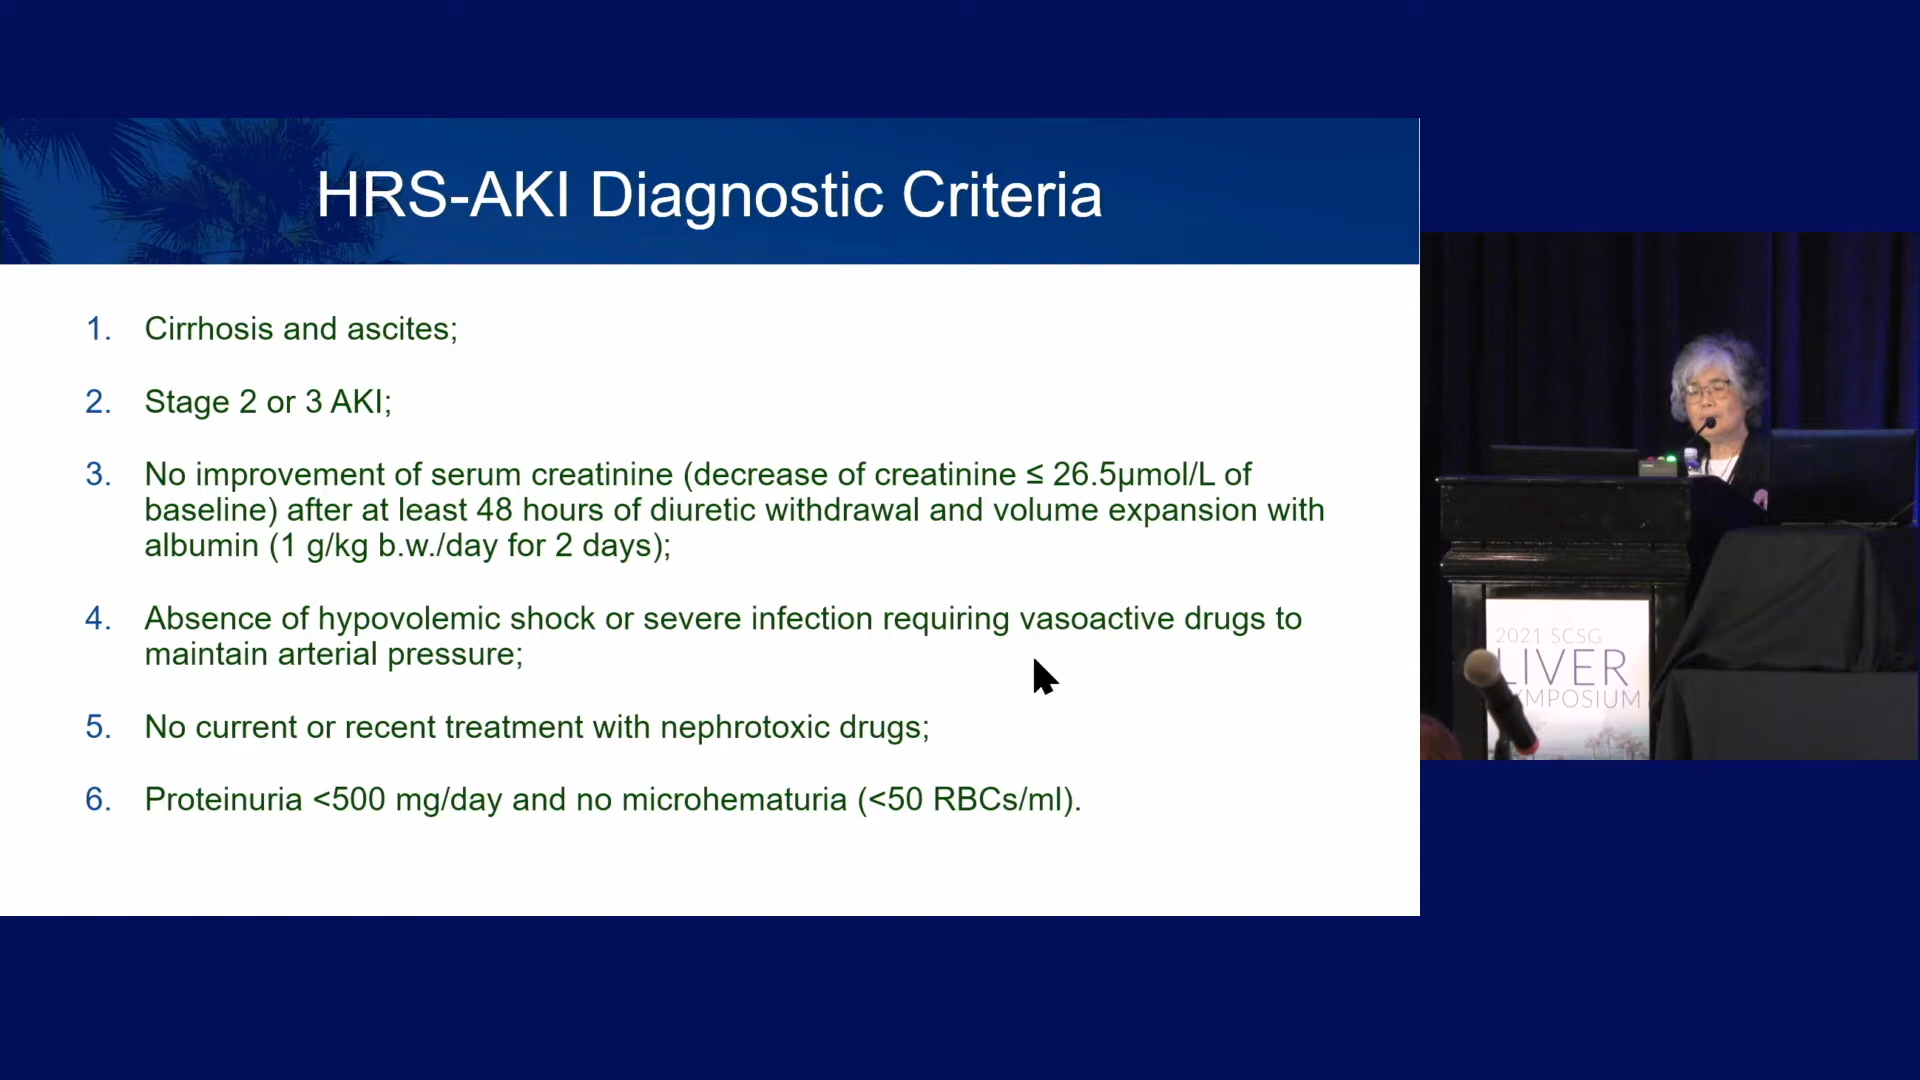 HRS-AKI Diagnostic Criteria
1. Cirrhosis and ascites;
2. Stage 2 or 3 AKI;
3. No improvement of serum creatinine (decrease of creatinine ≤ 26.5µmol/L of
baseline) after at least 48 hours of diuretic withdrawal and volume expansion with
albumin (1 g/kg b.w./day for 2 days);
4. Absence of hypovolemic shock or severe infection requiring vasoactive drugs to
maintain arterial pressure;
5. No current or recent treatment with nephrotoxic drugs;
6. Proteinuria <500 mg/day and no microhematuria (<50 RBCs/ml).
2021 SCSG
LIVER
YMPOSIUM